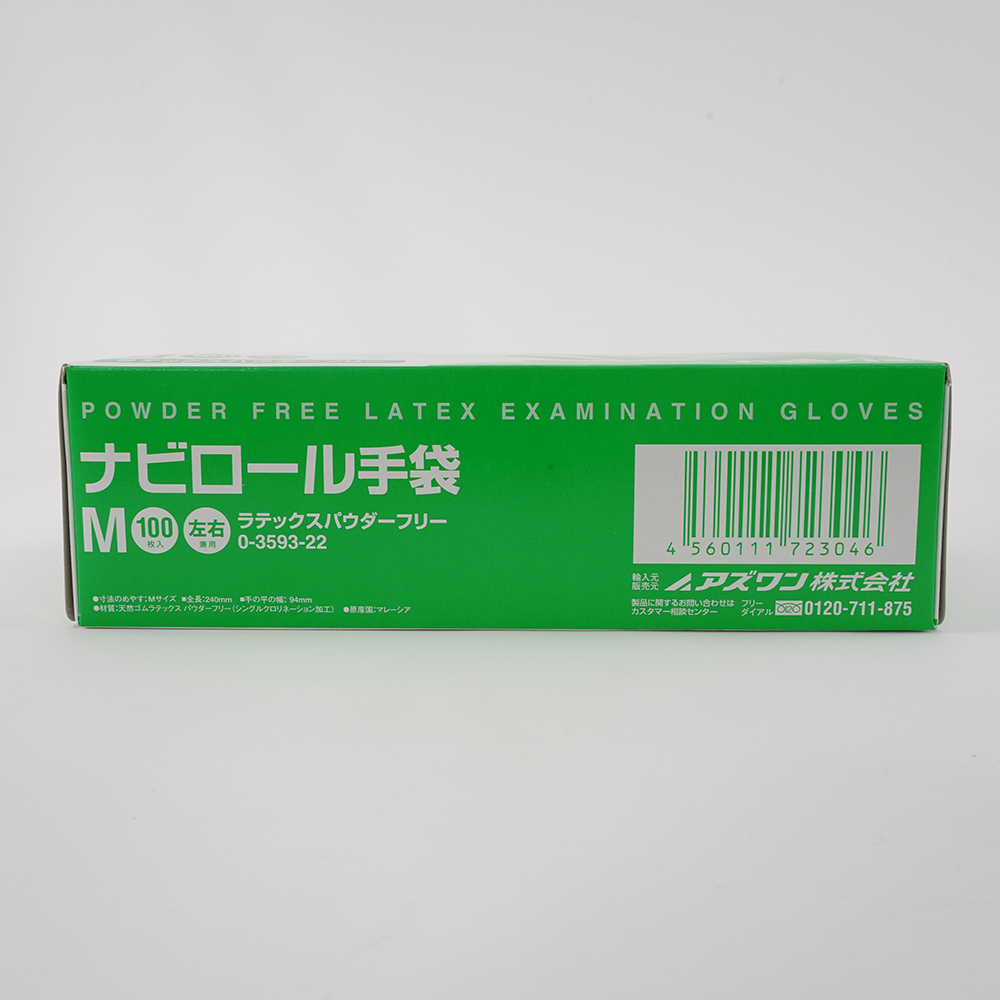 POWDER FREE LATEX EXAMINATION GLOVES
ナビロール手袋
M 100枚入 左右兼用 ラテックスパウダーフリー
0-3593-22
●寸法のめやす:Mサイズ ■全長:240mm ■手の平の幅:94mm
●材質:天然ゴムラテックス パウダーフリー(シングルクロリネーション加工) ●原産国:マレーシア
4 560111 723046
輸入元
販売元 アズワン株式会社
製品に関するお問い合わせは
カスタマー相談センター
フリー
ダイアル 0120-711-875